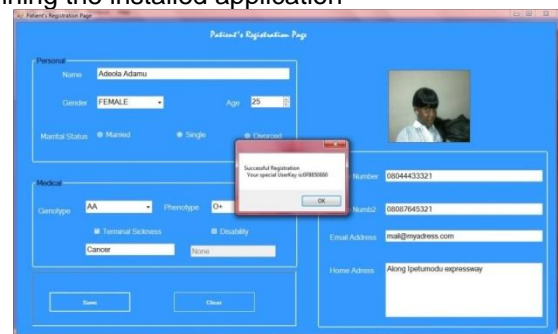 ning the installed application
Patient's Registration Page
Patient's Registration Page
Personal
Name Adeola Adamu
Gender FEMALE Age 25
Marrital Status Married Single Divorced
Successful Registration
Your special UserKey is:
OK
Medical
Genotype AA Phenotype O+
Terminal Sickness Disability
Cancer None
Save Clear
Number 08044433321
Numb2 08087645321
Email Address mail@myadress.com
Home Adress Along Ipetumodu expressway